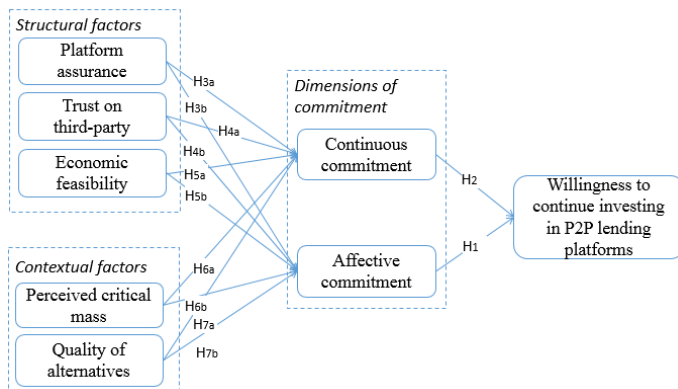 Structural factors
Platform
assurance
Trust on
third-party
Economic
feasibility
H3a
H3b
H4a
H4b
H5a
H5b
Dimensions of
commitment
Continuous
commitment
Affective
commitment
H2
H1
Willingness to
continue investing
in P2P lending
platforms
Contextual factors
Perceived critical
mass
Quality of
alternatives
H6a
H6b
H7a
H7b